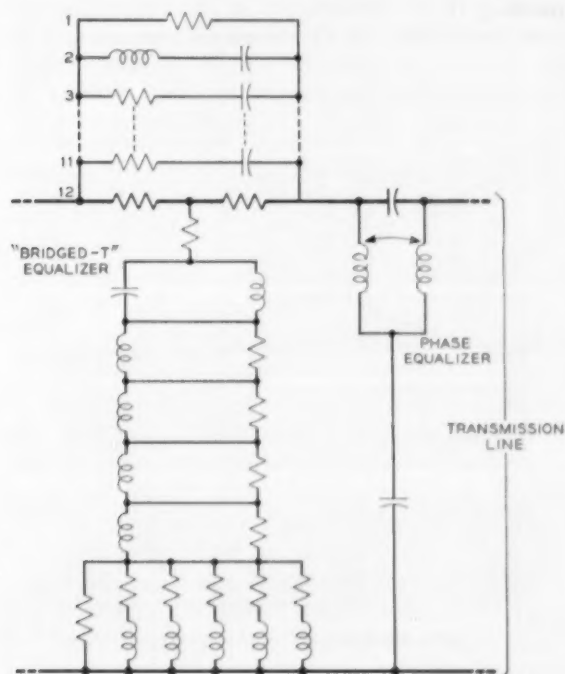 1
2
3
11
12
"BRIDGED-T"
EQUALIZER
PHASE
EQUALIZER
TRANSMISSION
LINE